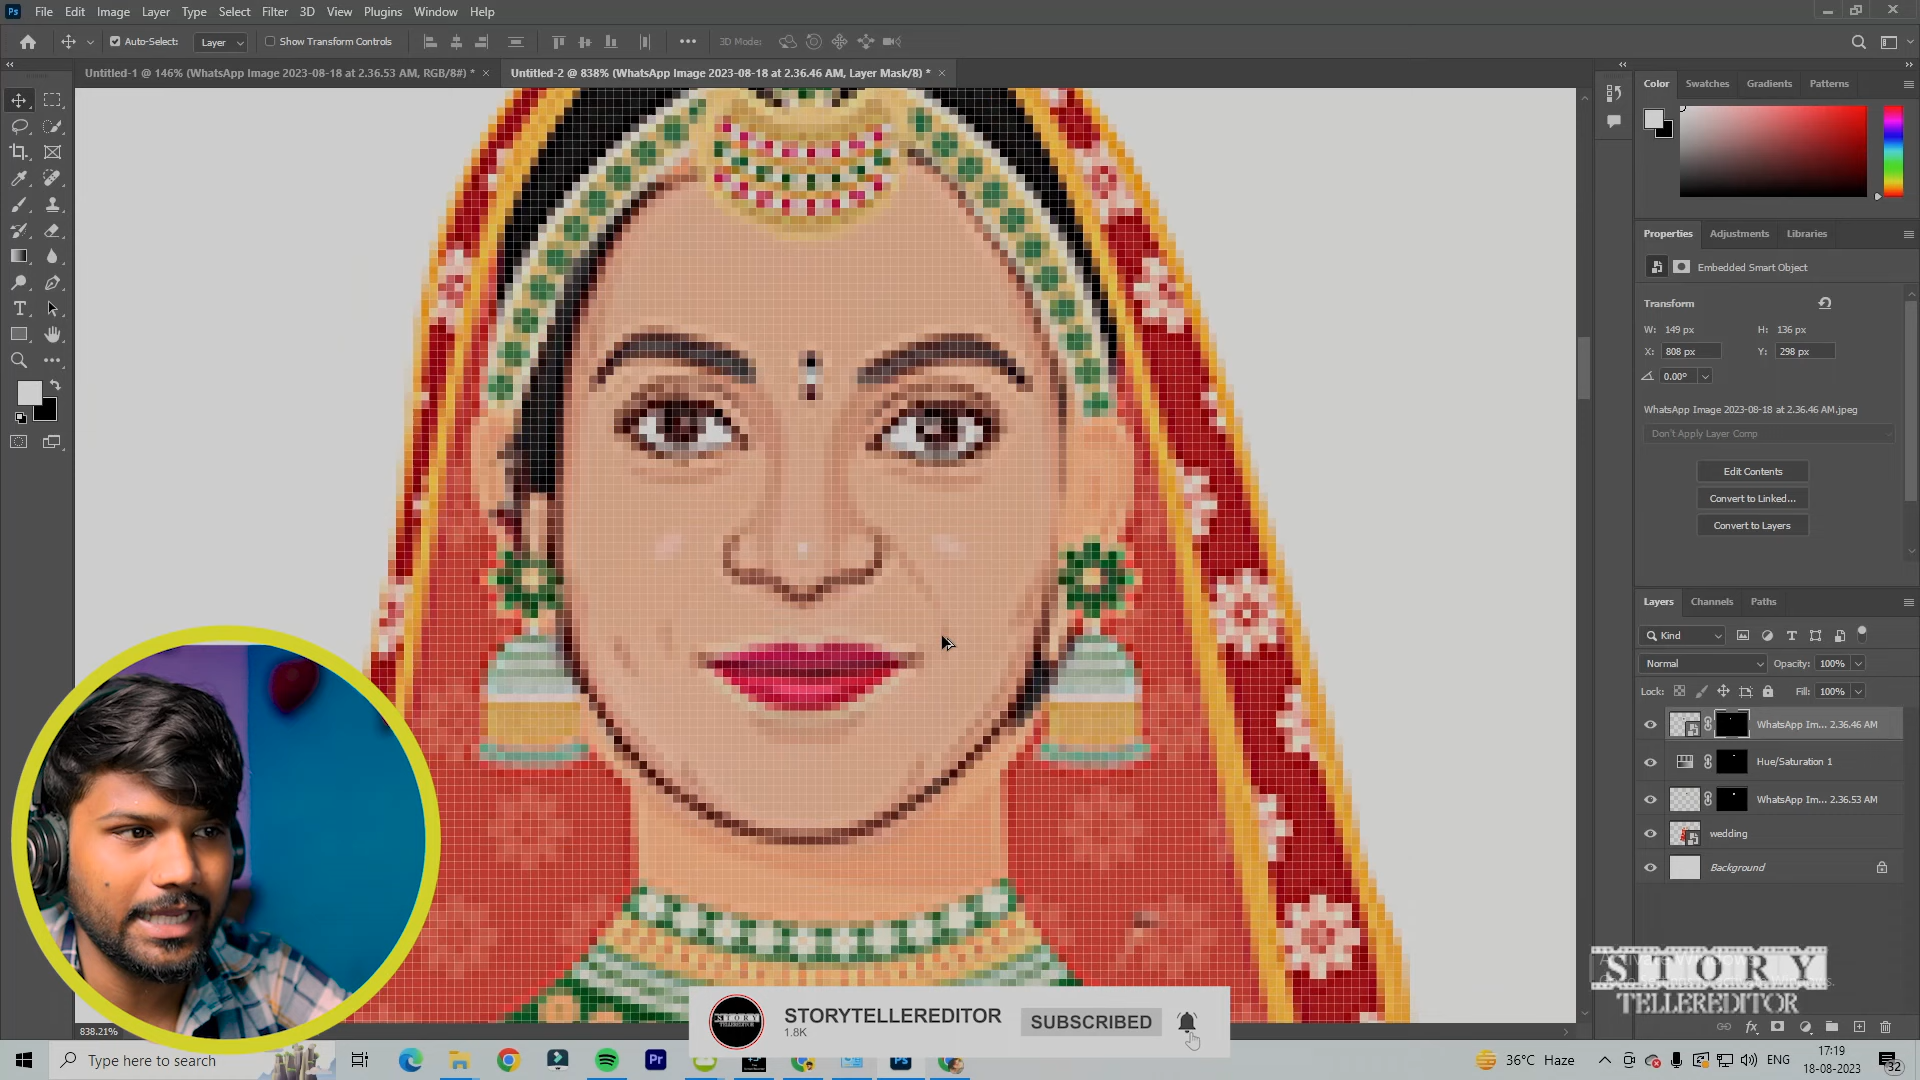 File Edit Image Layer Type Select Filter 3D View Plugins Window Help
Auto-Select: Layer Show Transform Controls 3D Mode:
Untitled-1 @ 146% (WhatsApp Image 2023-08-18 at 2.36.53 AM, RGB/8#) * Untitled-2 @ 838% (WhatsApp Image 2023-08-18 at 2.36.46 AM, Layer Mask/8) *
Color Swatches Gradients Patterns
Properties Adjustments Libraries
Embedded Smart Object
Transform
W: 149 px H: 136 px
X: 808 px Y: 298 px
0.00°
WhatsApp Image 2023-08-18 at 2.36.46 AM.jpeg
Don't Apply Layer Comp
Edit Contents
Convert to Linked...
Convert to Layers
Layers Channels Paths
Kind
Normal Opacity: 100%
Lock: Fill: 100%
WhatsApp Im... 2.36.46 AM
Hue/Saturation 1
WhatsApp Im... 2.36.53 AM
wedding
Background
STORY
TELLEREDITOR
STORYTELLEREDITOR
1.8K
SUBSCRIBED
838.21%
Type here to search
36°C Haze
ENG
17:19
18-08-2023
32